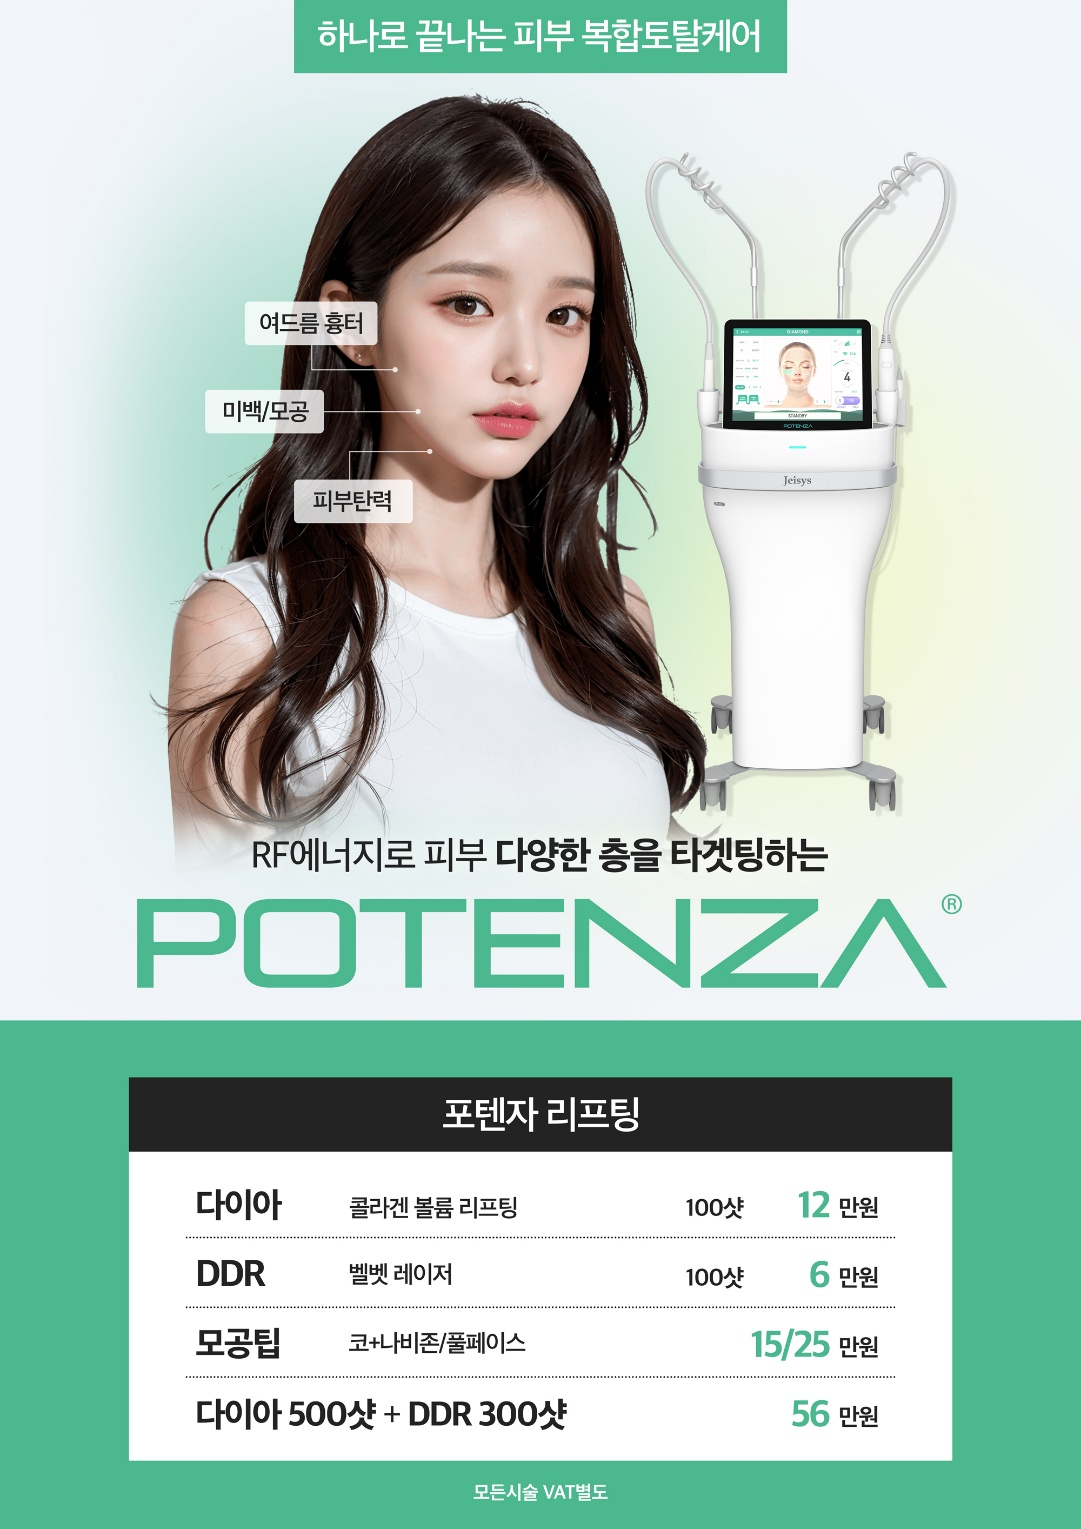 하나로 끝나는 피부 복합토탈케어
여드름 흉터
미백/모공
피부탄력
DIAMOND
4
STANDBY
POTENZA
Jeisys
RF에너지로 피부 다양한 층을 타겟팅하는
POTENZA®
포텐자 리프팅
다이아 콜라겐 볼륨 리프팅 100샷 12 만원
DDR 벨벳 레이저 100샷 6 만원
모공팁 코+나비존/풀페이스 15/25 만원
다이아 500샷 + DDR 300샷 56 만원
모든시술 VAT별도